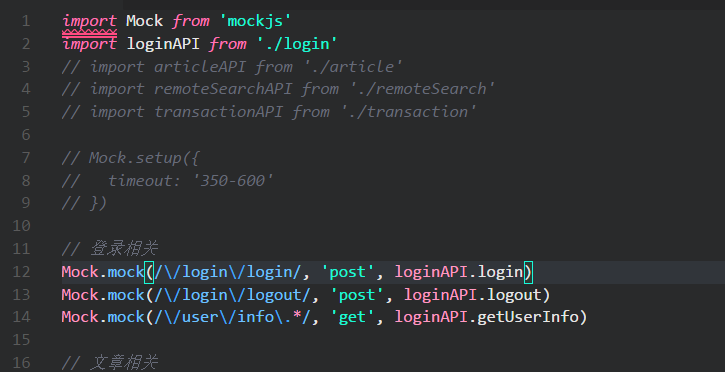 1 import Mock from 'mockjs'
2 import loginAPI from './login'
3 // import articleAPI from './article'
4 // import remoteSearchAPI from './remoteSearch'
5 // import transactionAPI from './transaction'
6
7 // Mock.setup({
8 //   timeout: '350-600'
9 // })
10
11 // 登录相关
12 Mock.mock(/\/login\/login/, 'post', loginAPI.login)
13 Mock.mock(/\/login\/logout/, 'post', loginAPI.logout)
14 Mock.mock(/\/user\/info\.*/, 'get', loginAPI.getUserInfo)
15
16 // 文章相关